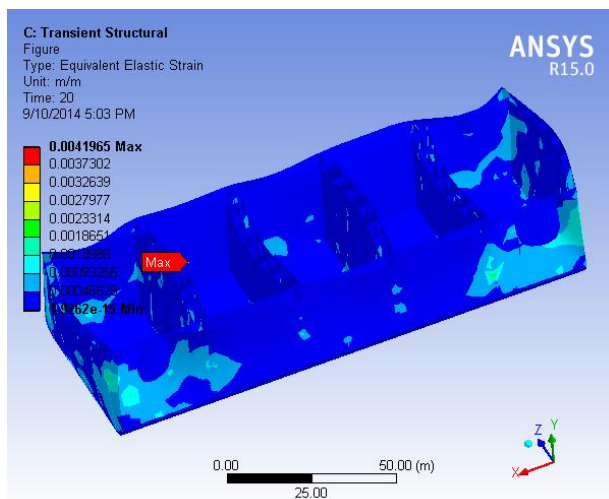 C: Transient Structural
Figure
Type: Equivalent Elastic Strain
Unit: m/m
Time: 20
9/10/2014 5:03 PM
ANSYS
R15.0
0.0041965 Max
0.0037302
0.0032639
0.0027977
0.0023314
0.0018651
Min
Max
0.00
50.00 (m)
25.00
X
Y
Z